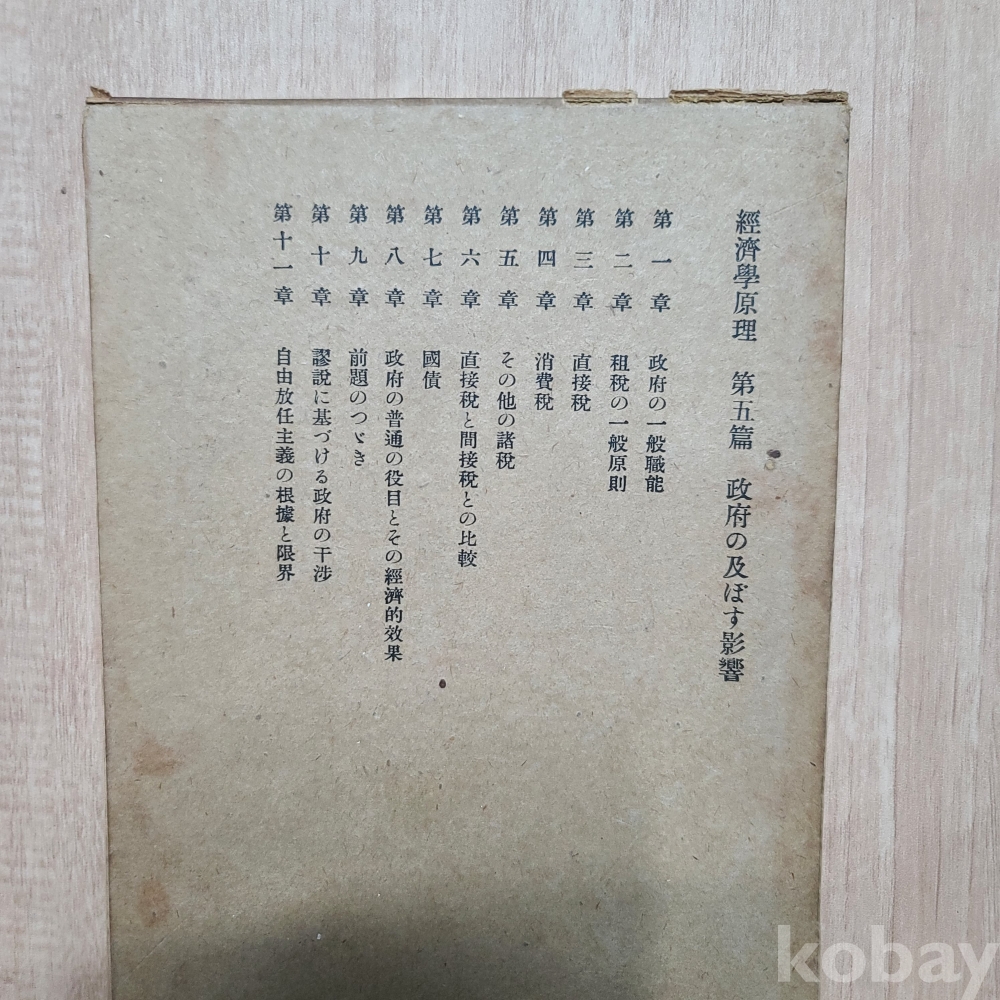 經濟學原理 第五篇 政府の及ぼす影響
第一章 政府の一般職能
第二章 租稅の一般原則
第三章 直接稅
第四章 消費稅
第五章 その他の諸稅
第六章 直接稅と間接稅との比較
第七章 國債
第八章 政府の普通の役目とその經濟的效果
第九章 前題のつゞき
第十章 謬說に基づける政府の干涉
第十一章 自由放任主義の根據と限界
kobay